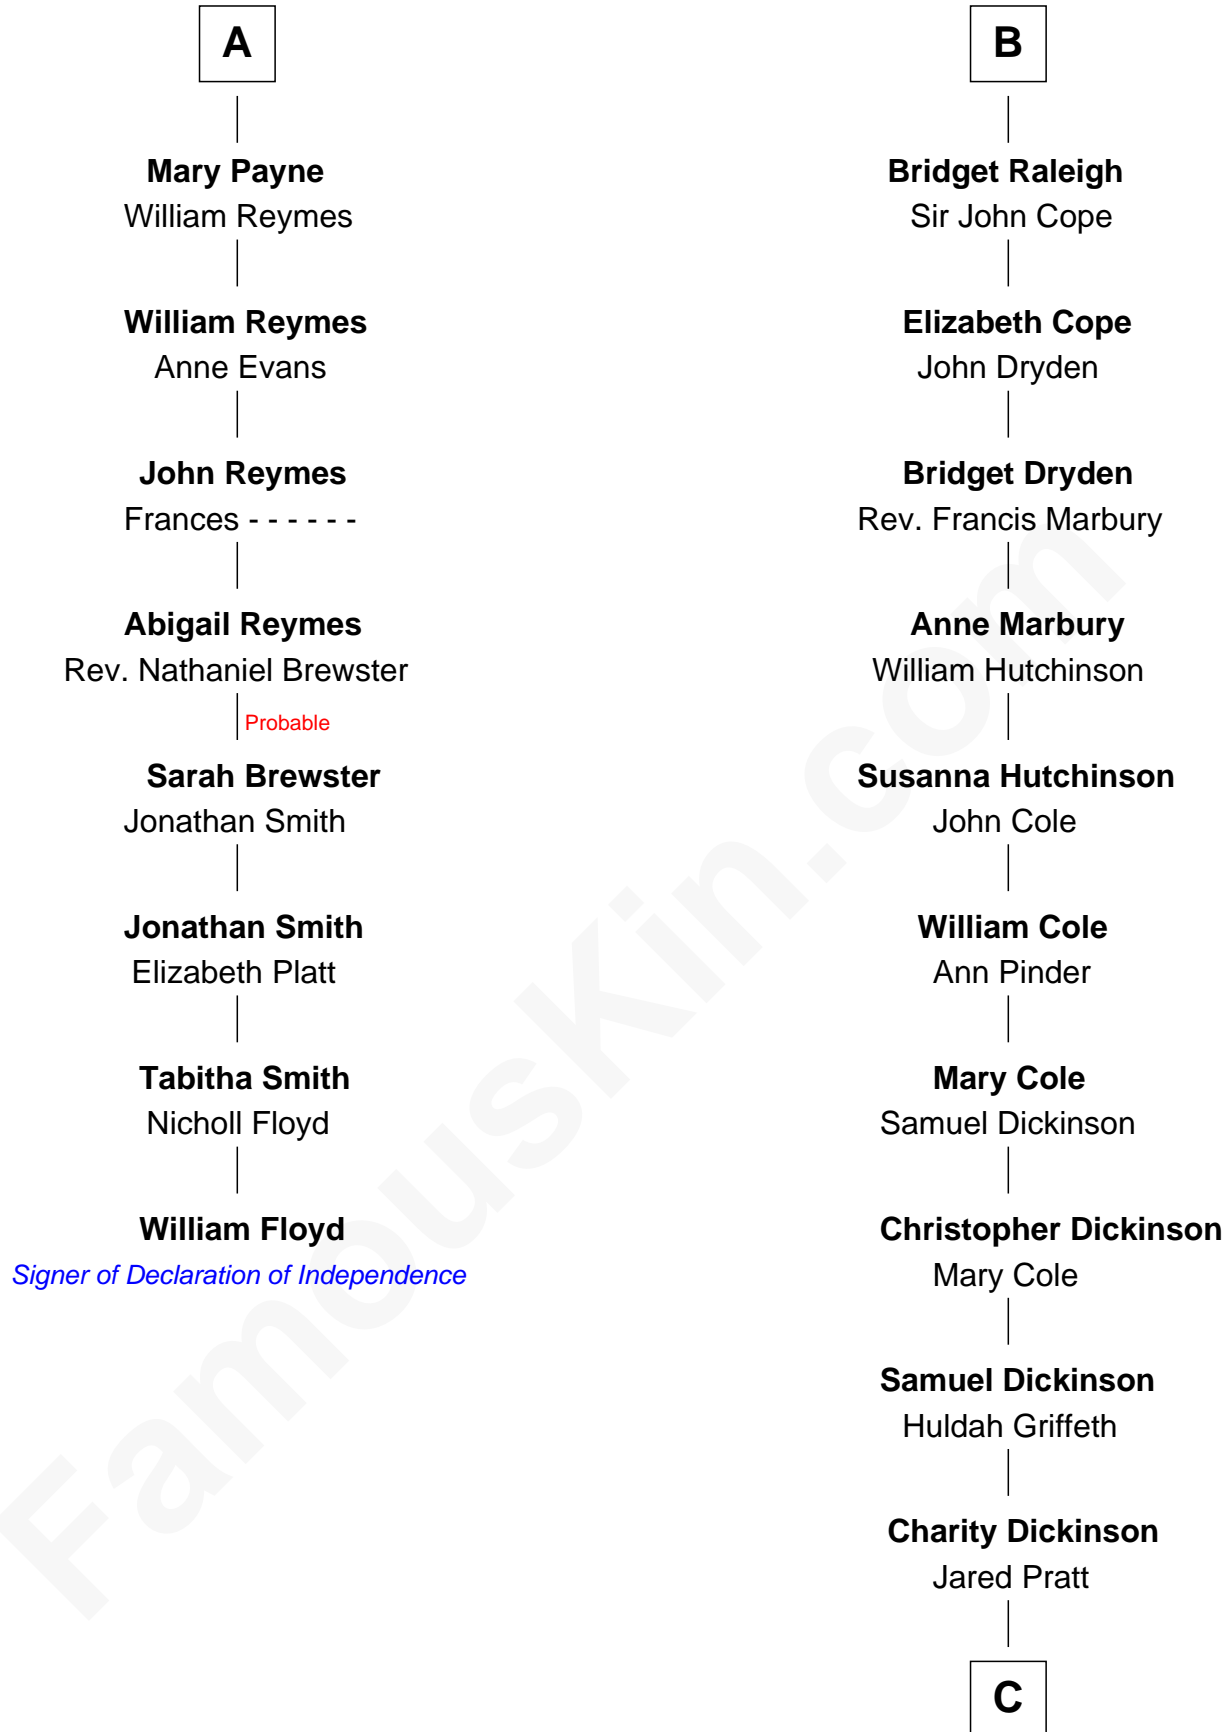 A
Mary Payne
William Reymes
William Reymes
Anne Evans
John Reymes
Frances - - - - - -
Abigail Reymes
Rev. Nathaniel Brewster
Probable
Sarah Brewster
Jonathan Smith
Jonathan Smith
Elizabeth Platt
Tabitha Smith
Nicholl Floyd
William Floyd
Signer of Declaration of Independence
B
Bridget Raleigh
Sir John Cope
Elizabeth Cope
John Dryden
Bridget Dryden
Rev. Francis Marbury
Anne Marbury
William Hutchinson
Susanna Hutchinson
John Cole
William Cole
Ann Pinder
Mary Cole
Samuel Dickinson
Christopher Dickinson
Mary Cole
Samuel Dickinson
Huldah Griffeth
Charity Dickinson
Jared Pratt
C
FamousKin.com